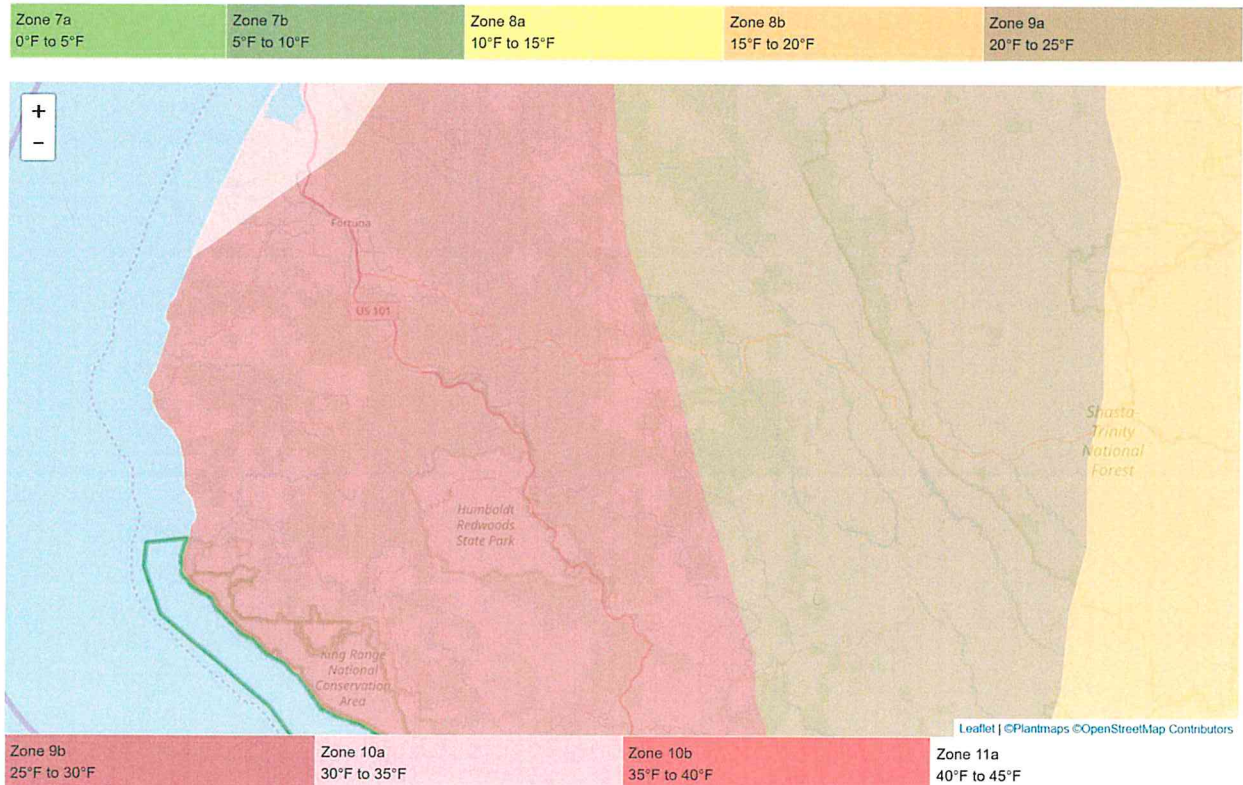 Zone 7a
0°F to 5°F
Zone 7b
5°F to 10°F
Zone 8a
10°F to 15°F
Zone 8b
15°F to 20°F
Zone 9a
20°F to 25°F
+
−
Fortuna
US 101
Humboldt
Redwoods
State Park
Shasta-
Trinity
National
Forest
King Range
National
Conservation
Area
Leaflet | ©Plantmaps ©OpenStreetMap Contributors
Zone 9b
25°F to 30°F
Zone 10a
30°F to 35°F
Zone 10b
35°F to 40°F
Zone 11a
40°F to 45°F